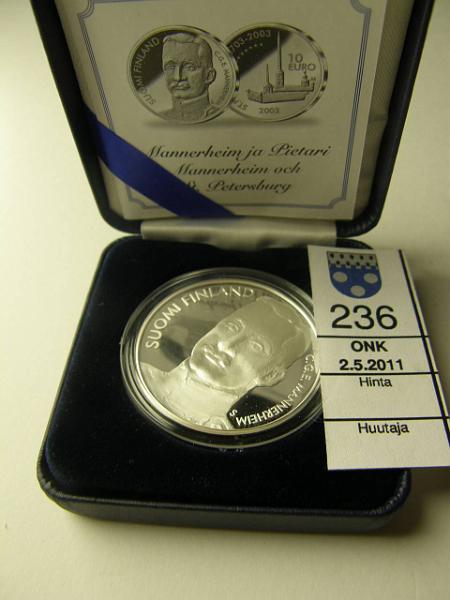 SUOMI FINLAND
C.G.E. MANNERHEIM
1703-2003
10
EURO
2003
Mannerheim ja Pietari
Mannerheim och
St. Petersburg
SUOMI FINLAND
C.G.E. MANNERHEIM
S
236
ONK
2.5.2011
Hinta
Huutaja